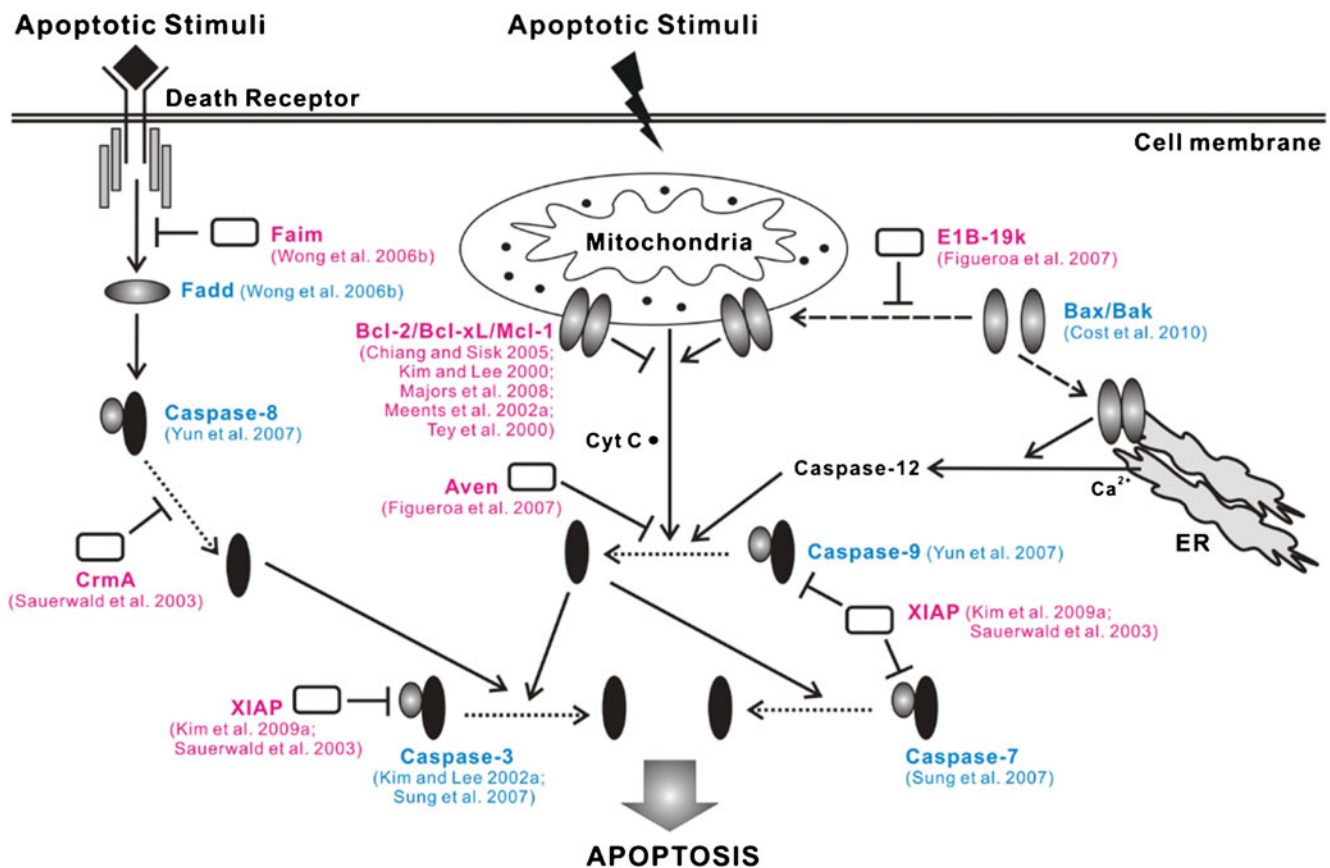 Apoptotic Stimuli
Apoptotic Stimuli
Death Receptor
Cell membrane
Mitochondria
Faim
(Wong et al. 2006b)
E1B-19k
(Figueroa et al. 2007)
Fadd (Wong et al. 2006b)
Bax/Bak
(Cost et al. 2010)
Bcl-2/Bcl-xL/Mcl-1
(Chiang and Sisk 2005;
Kim and Lee 2000;
Majors et al. 2008;
Meents et al. 2002a;
Tey et al. 2000)
Caspase-8
(Yun et al. 2007)
Cyt C
Caspase-12
Ca²⁺
ER
Aven
(Figueroa et al. 2007)
Caspase-9 (Yun et al. 2007)
CrmA
(Sauerwald et al. 2003)
XIAP (Kim et al. 2009a;
Sauerwald et al. 2003)
XIAP
(Kim et al. 2009a;
Sauerwald et al. 2003)
Caspase-3
(Kim and Lee 2002a;
Sung et al. 2007)
Caspase-7
(Sung et al. 2007)
APOPTOSIS